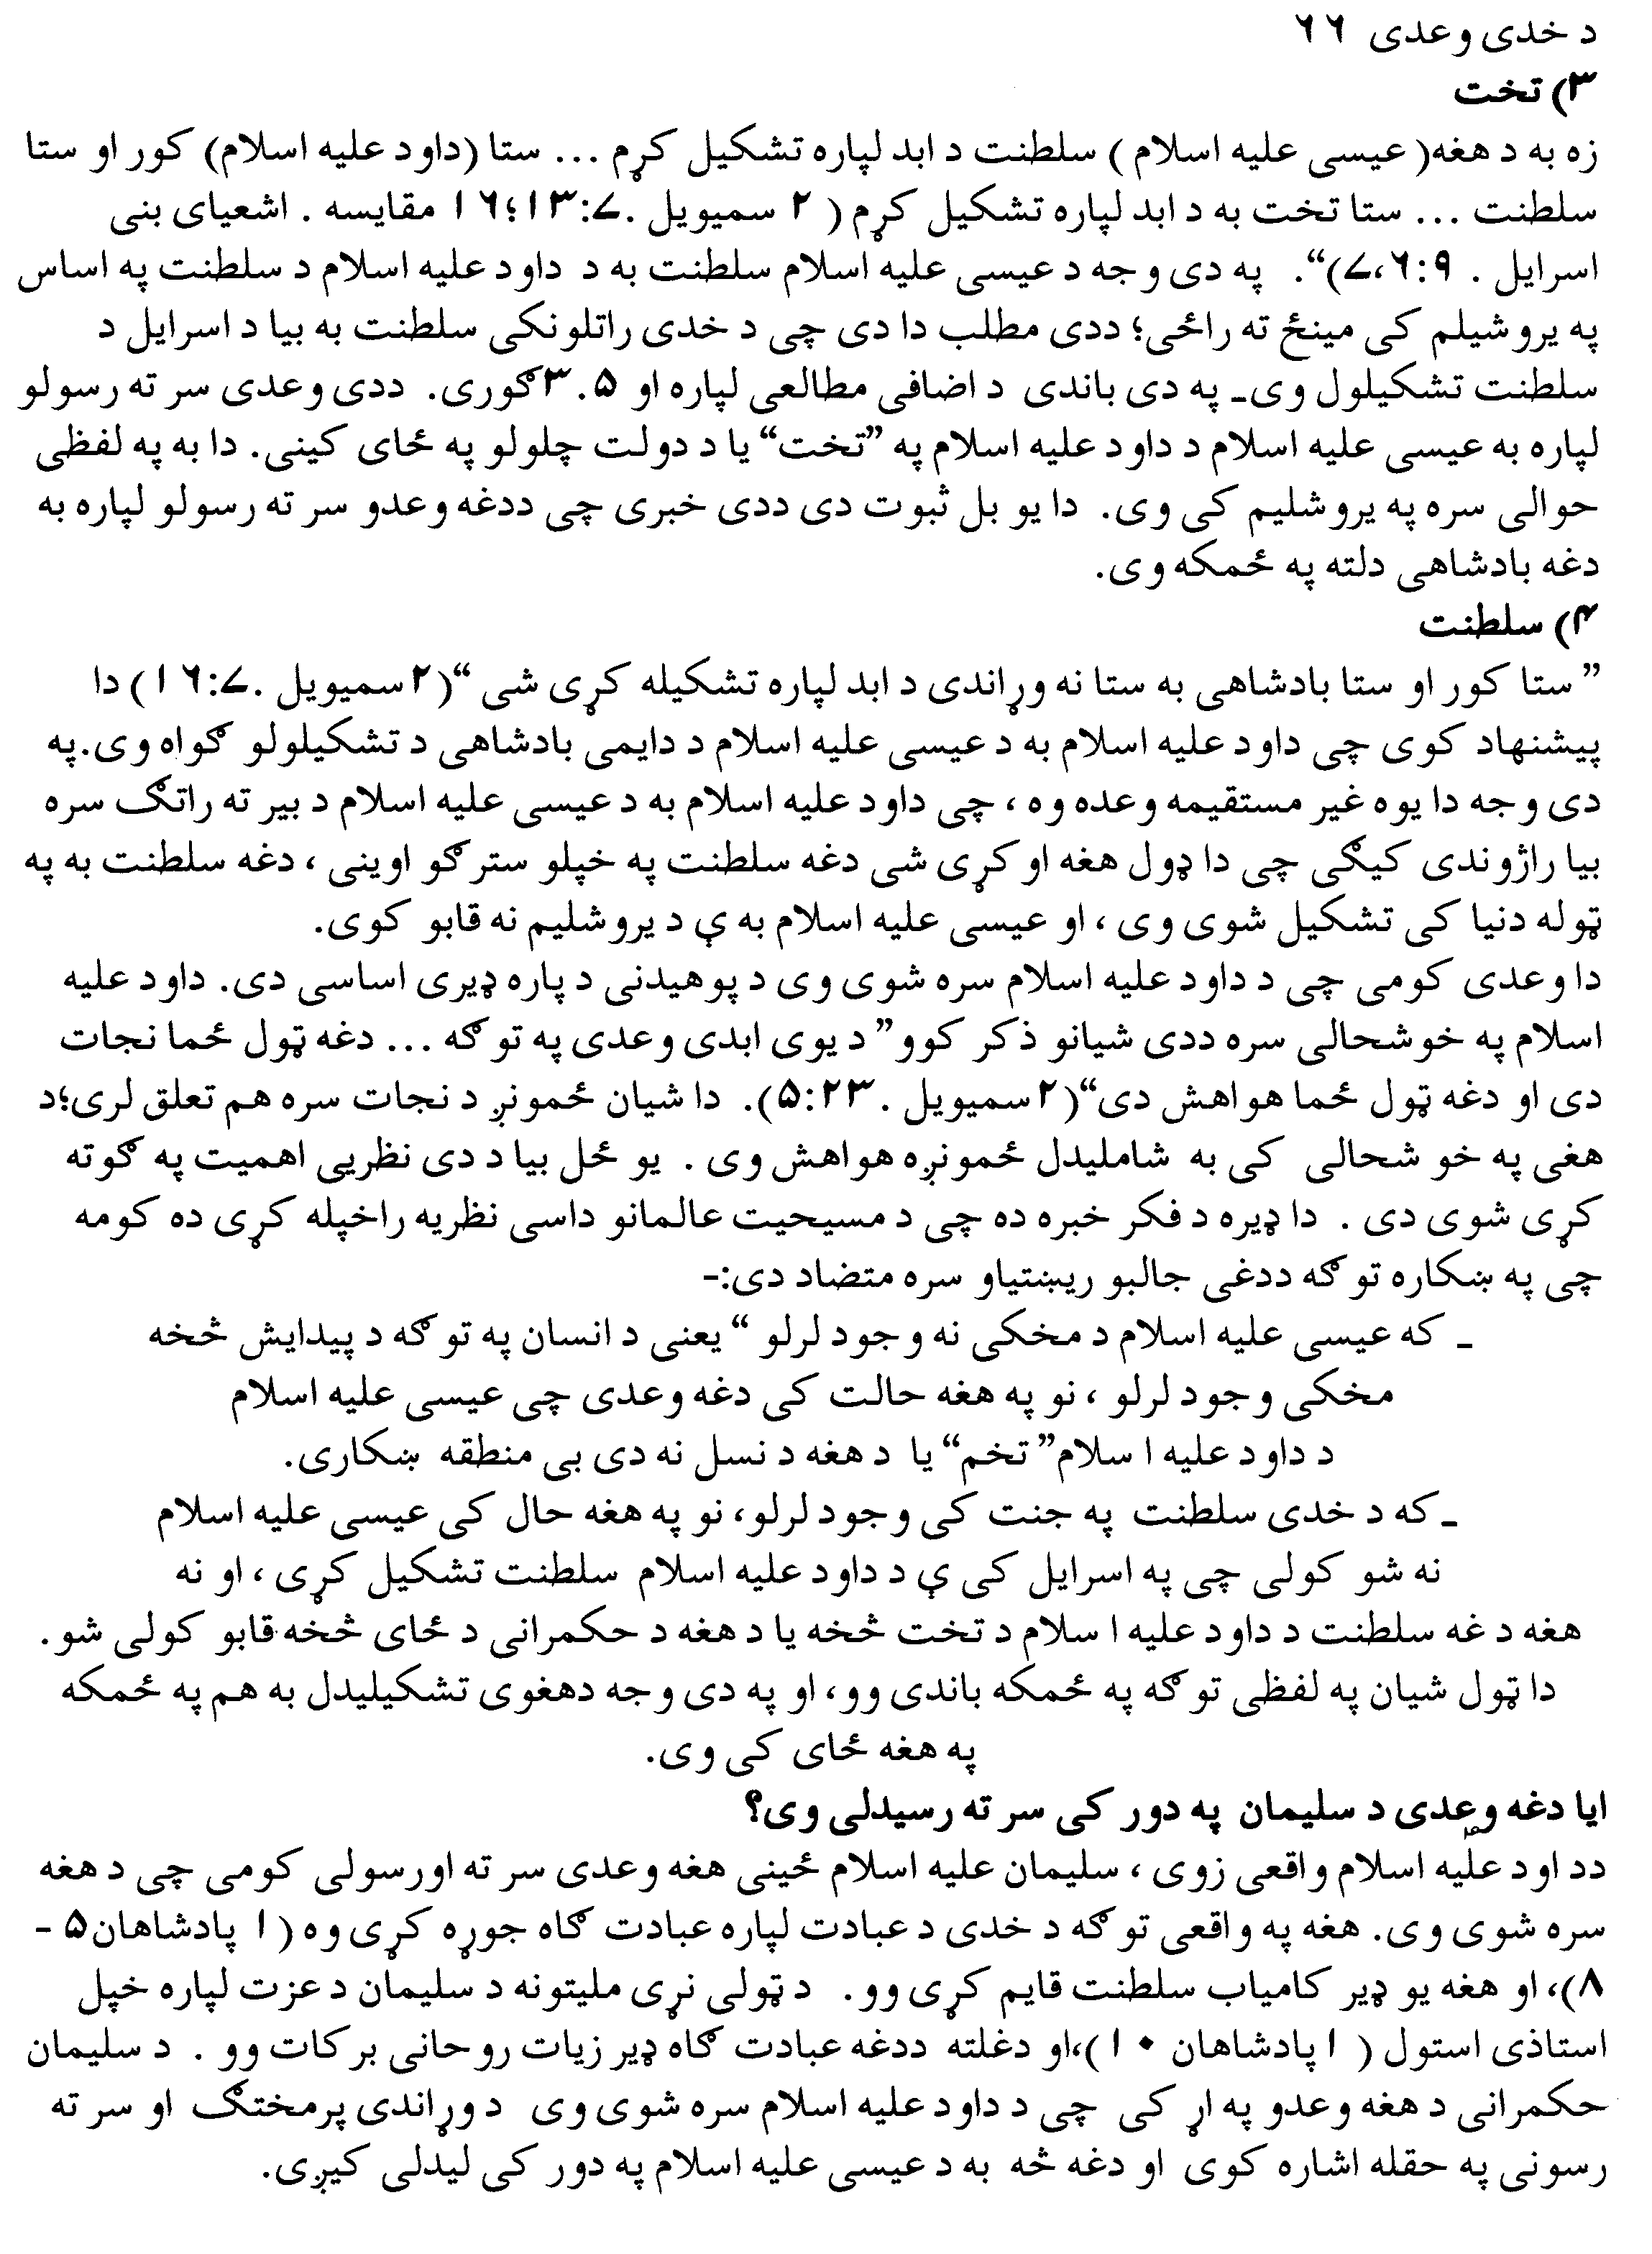 د خدی وعدی ٦٦
۳) تخت
زه به د هغه( عیسی علیه اسلام ) سلطنت د ابد لپاره تشکیل کړم ... ستا (داود علیه اسلام) کور او ستا
سلطنت ... ستا تخت به د ابد لپاره تشکیل کړم ( ۲ سمیویل .۷:۱۳؛۱٦ مقایسه . اشعیای بنی
اسرایل . ۹:٦،۷)“. په دی وجه د عیسی علیه اسلام سلطنت به د داود علیه اسلام د سلطنت په اساس
په یروشیلم کی مینځ ته راځی؛ ددی مطلب دا دی چی د خدی راتلونکی سلطنت به بیا د اسرایل د
سلطنت تشکیلول وی_ په دی باندی د اضافی مطالعی لپاره او ۳.۵ګوری. ددی وعدی سر ته رسولو
لپاره به عیسی علیه اسلام د داود علیه اسلام په ”تخت“ یا د دولت چلولو په ځای کینی. دا به په لفظی
حوالی سره په یروشلیم کی وی. دا یو بل ثبوت دی ددی خبری چی ددغه وعدو سر ته رسولو لپاره به
دغه بادشاهی دلته په ځمکه وی.
۴) سلطنت
” ستا کور او ستا بادشاهی به ستا نه وړاندی د ابد لپاره تشکیله کړی شی “(۲سمیویل .۷:۱٦) دا
پیشنهاد کوی چی داود علیه اسلام به د عیسی علیه اسلام د دایمی بادشاهی د تشکیلولو ګواه وی.په
دی وجه دا یوه غیر مستقیمه وعده وه ، چی داود علیه اسلام به د عیسی علیه اسلام د بیر ته راتګ سره
بیا راژوندی کیګی چی دا ډول هغه او کړی شی دغه سلطنت په خپلو سترګو اوینی ، دغه سلطنت به په
ټوله دنیا کی تشکیل شوی وی ، او عیسی علیه اسلام به ې د یروشلیم نه قابو کوی.
دا وعدی کومی چی د داود علیه اسلام سره شوی وی د پوهیدنی د پاره ډیری اساسی دی. داود علیه
اسلام په خوشحالی سره ددی شیانو ذکر کوو” د یوی ابدی وعدی په توګه ... دغه ټول ځما نجات
دی او دغه ټول ځما هواهش دی“(۲سمیویل .۵:۲۳). دا شیان ځمونږ د نجات سره هم تعلق لری؛د
هغی په خو شحالی کی به شاملیدل ځمونږه هواهش وی . یو ځل بیا د دی نظریی اهمیت په ګوته
کړی شوی دی . دا ډیره د فکر خبره ده چی د مسیحیت عالمانو داسی نظریه راخپله کړی ده کومه
چی په ښکاره توګه ددغی جالبو ریښتیاو سره متضاد دی:-
_ که عیسی علیه اسلام د مخکی نه وجود لرلو “ یعنی د انسان په توګه د پیدایش څخه
مخکی وجود لرلو ، نو په هغه حالت کی دغه وعدی چی عیسی علیه اسلام
د داود علیه ا سلام” تخم“ یا د هغه د نسل نه دی بی منطقه ښکاری.
_ که د خدی سلطنت په جنت کی وجود لرلو، نو په هغه حال کی عیسی علیه اسلام
نه شو کولی چی په اسرایل کی ې د داود علیه اسلام سلطنت تشکیل کړی ، او نه
هغه د غه سلطنت د داود علیه ا سلام د تخت څخه یا د هغه د حکمرانی د ځای څخه قابو کولی شو.
دا ټول شیان په لفظی توګه په ځمکه باندی وو، او په دی وجه دهغوی تشکیلیدل به هم په ځمکه
په هغه ځای کی وی.
ایا دغه وعدی د سلیمان په دور کی سر ته رسیدلی وی؟
دد اود علیه اسلام واقعی زوی ، سلیمان علیه اسلام ځینی هغه وعدی سر ته اورسولی کومی چی د هغه
سره شوی وی. هغه په واقعی توګه د خدی د عبادت لپاره عبادت ګاه جوړه کړی وه ( ۱ پادشاهان۵ -
۸)، او هغه یو ډیر کامیاب سلطنت قایم کړی وو. د ټولی نړی ملیتونه د سلیمان د عزت لپاره خپل
استاذی استول ( ۱پادشاهان ۱۰)،او دغلته ددغه عبادت ګاه ډیر زیات روحانی برکات وو . د سلیمان
حکمرانی د هغه وعدو په اړ کی چی د داود علیه اسلام سره شوی وی د وړاندی پرمختګ او سر ته
رسونی په حقله اشاره کوی او دغه څه به د عیسی علیه اسلام په دور کی لیدلی کیږی.